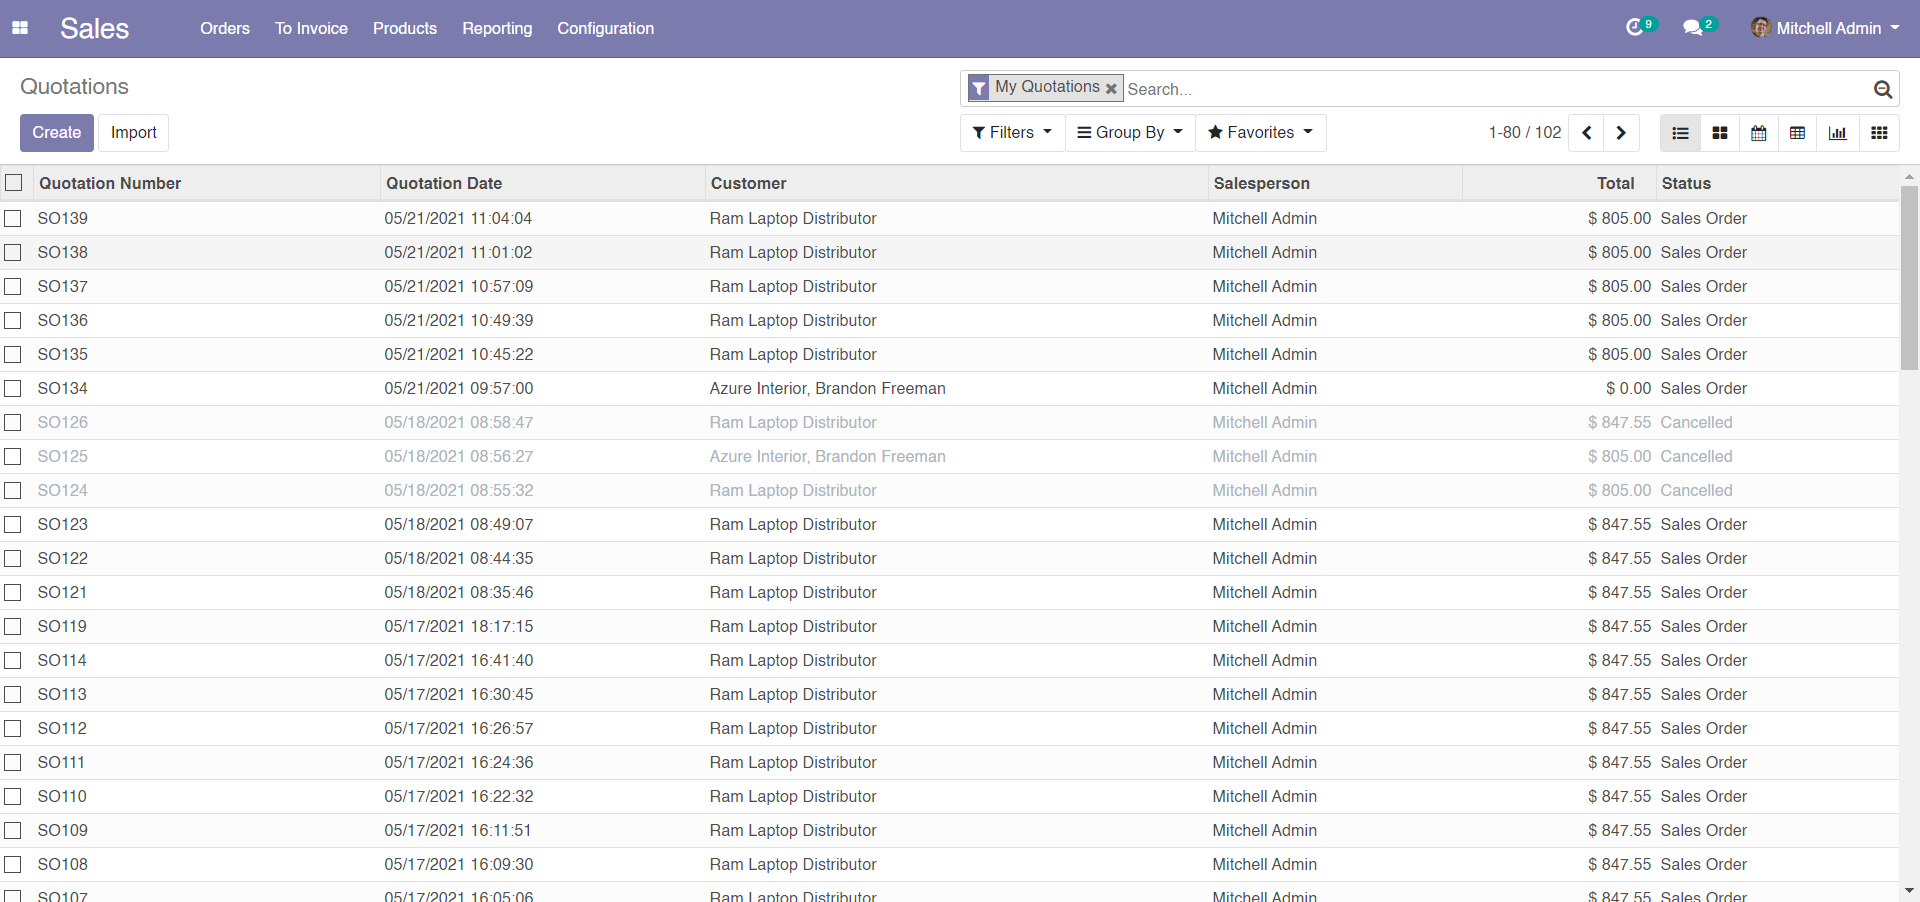 Sales Orders To Invoice Products Reporting Configuration 9 2 Mitchell Admin
Quotations
My Quotations Search...
Create Import Filters Group By Favorites 1-80 / 102
Quotation Number Quotation Date Customer Salesperson Total Status
SO139 05/21/2021 11:04:04 Ram Laptop Distributor Mitchell Admin $ 805.00 Sales Order
SO138 05/21/2021 11:01:02 Ram Laptop Distributor Mitchell Admin $ 805.00 Sales Order
SO137 05/21/2021 10:57:09 Ram Laptop Distributor Mitchell Admin $ 805.00 Sales Order
SO136 05/21/2021 10:49:39 Ram Laptop Distributor Mitchell Admin $ 805.00 Sales Order
SO135 05/21/2021 10:45:22 Ram Laptop Distributor Mitchell Admin $ 805.00 Sales Order
SO134 05/21/2021 09:57:00 Azure Interior, Brandon Freeman Mitchell Admin $ 0.00 Sales Order
SO126 05/18/2021 08:58:47 Ram Laptop Distributor Mitchell Admin $ 847.55 Cancelled
SO125 05/18/2021 08:56:27 Azure Interior, Brandon Freeman Mitchell Admin $ 805.00 Cancelled
SO124 05/18/2021 08:55:32 Ram Laptop Distributor Mitchell Admin $ 805.00 Cancelled
SO123 05/18/2021 08:49:07 Ram Laptop Distributor Mitchell Admin $ 847.55 Sales Order
SO122 05/18/2021 08:44:35 Ram Laptop Distributor Mitchell Admin $ 847.55 Sales Order
SO121 05/18/2021 08:35:46 Ram Laptop Distributor Mitchell Admin $ 847.55 Sales Order
SO119 05/17/2021 18:17:15 Ram Laptop Distributor Mitchell Admin $ 847.55 Sales Order
SO114 05/17/2021 16:41:40 Ram Laptop Distributor Mitchell Admin $ 847.55 Sales Order
SO113 05/17/2021 16:30:45 Ram Laptop Distributor Mitchell Admin $ 847.55 Sales Order
SO112 05/17/2021 16:26:57 Ram Laptop Distributor Mitchell Admin $ 847.55 Sales Order
SO111 05/17/2021 16:24:36 Ram Laptop Distributor Mitchell Admin $ 847.55 Sales Order
SO110 05/17/2021 16:22:32 Ram Laptop Distributor Mitchell Admin $ 847.55 Sales Order
SO109 05/17/2021 16:11:51 Ram Laptop Distributor Mitchell Admin $ 847.55 Sales Order
SO108 05/17/2021 16:09:30 Ram Laptop Distributor Mitchell Admin $ 847.55 Sales Order
SO107 05/17/2021 16:05:06 Ram Laptop Distributor Mitchell Admin $ 847.55 Sales Order